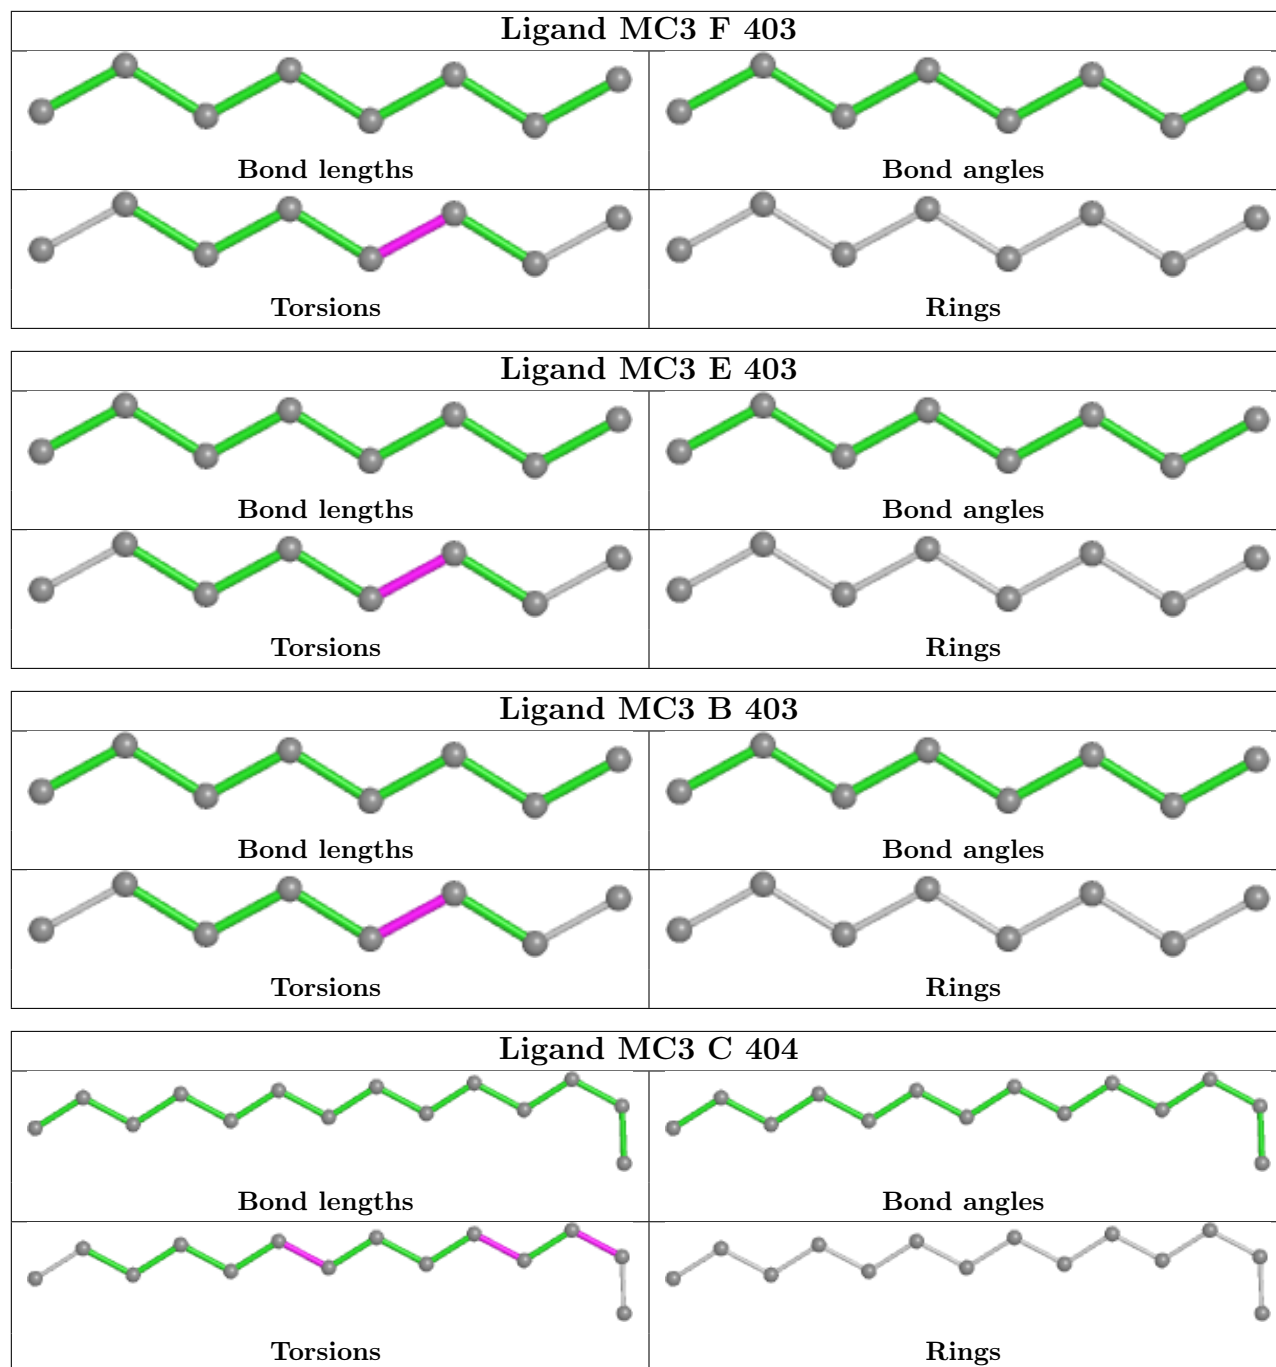 Ligand MC3 F 403
Bond lengths
Bond angles
Torsions
Rings
Ligand MC3 E 403
Bond lengths
Bond angles
Torsions
Rings
Ligand MC3 B 403
Bond lengths
Bond angles
Torsions
Rings
Ligand MC3 C 404
Bond lengths
Bond angles
Torsions
Rings